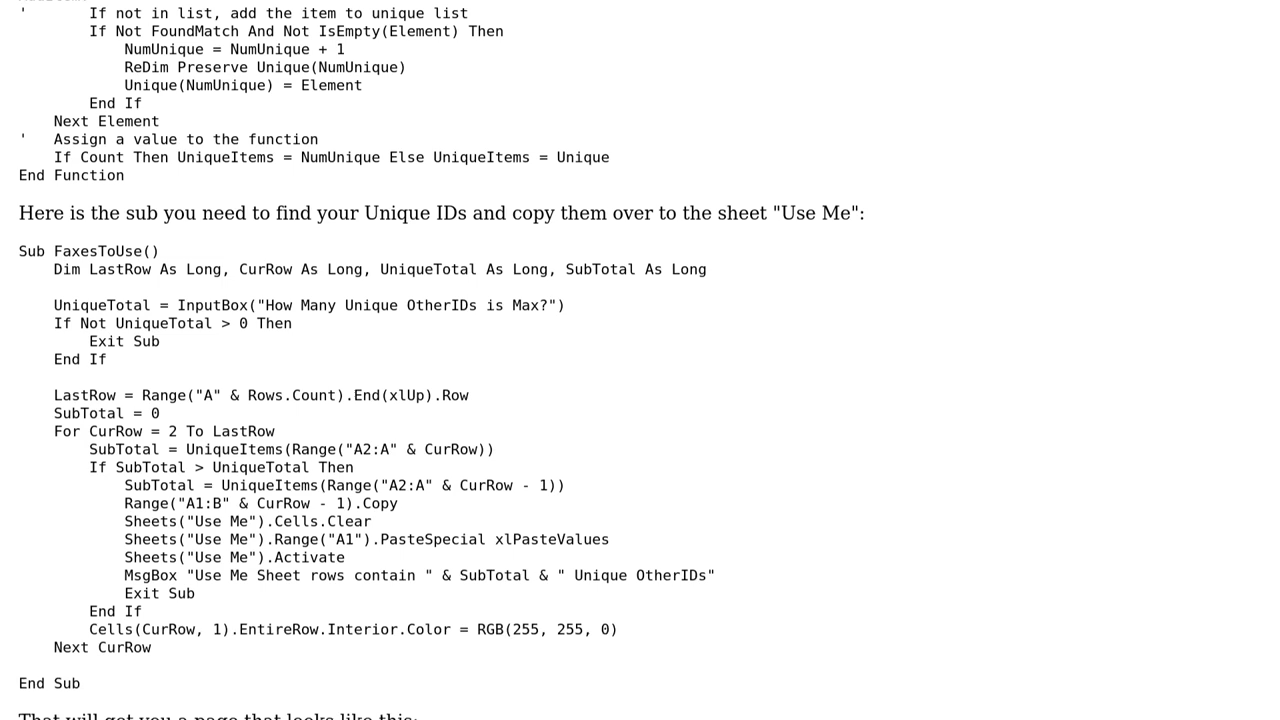 '       If not in list, add the item to unique list
        If Not FoundMatch And Not IsEmpty(Element) Then
            NumUnique = NumUnique + 1
            ReDim Preserve Unique(NumUnique)
            Unique(NumUnique) = Element
        End If
    Next Element
'   Assign a value to the function
    If Count Then UniqueItems = NumUnique Else UniqueItems = Unique
End Function
Here is the sub you need to find your Unique IDs and copy them over to the sheet "Use Me":
Sub FaxesToUse()
    Dim LastRow As Long, CurRow As Long, UniqueTotal As Long, SubTotal As Long
    UniqueTotal = InputBox("How Many Unique OtherIDs is Max?")
    If Not UniqueTotal > 0 Then
        Exit Sub
    End If
    LastRow = Range("A" & Rows.Count).End(xlUp).Row
    SubTotal = 0
    For CurRow = 2 To LastRow
        SubTotal = UniqueItems(Range("A2:A" & CurRow))
        If SubTotal > UniqueTotal Then
            SubTotal = UniqueItems(Range("A2:A" & CurRow - 1))
            Range("A1:B" & CurRow - 1).Copy
            Sheets("Use Me").Cells.Clear
            Sheets("Use Me").Range("A1").PasteSpecial xlPasteValues
            Sheets("Use Me").Activate
            MsgBox "Use Me Sheet rows contain " & SubTotal & " Unique OtherIDs"
            Exit Sub
        End If
        Cells(CurRow, 1).EntireRow.Interior.Color = RGB(255, 255, 0)
    Next CurRow
End Sub
That will get you a page that looks like this: